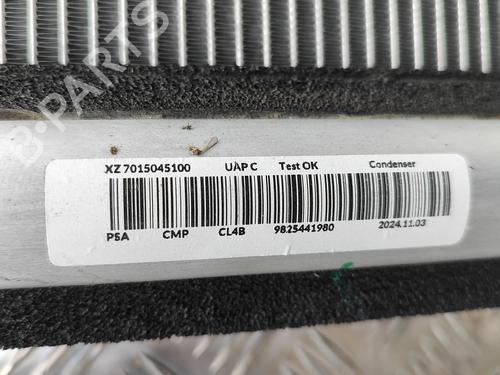 XZ 7015045100 UAP C Test OK Condenser
PSA CMP CL4B 9825441980 2024.11.03
B-PARTS